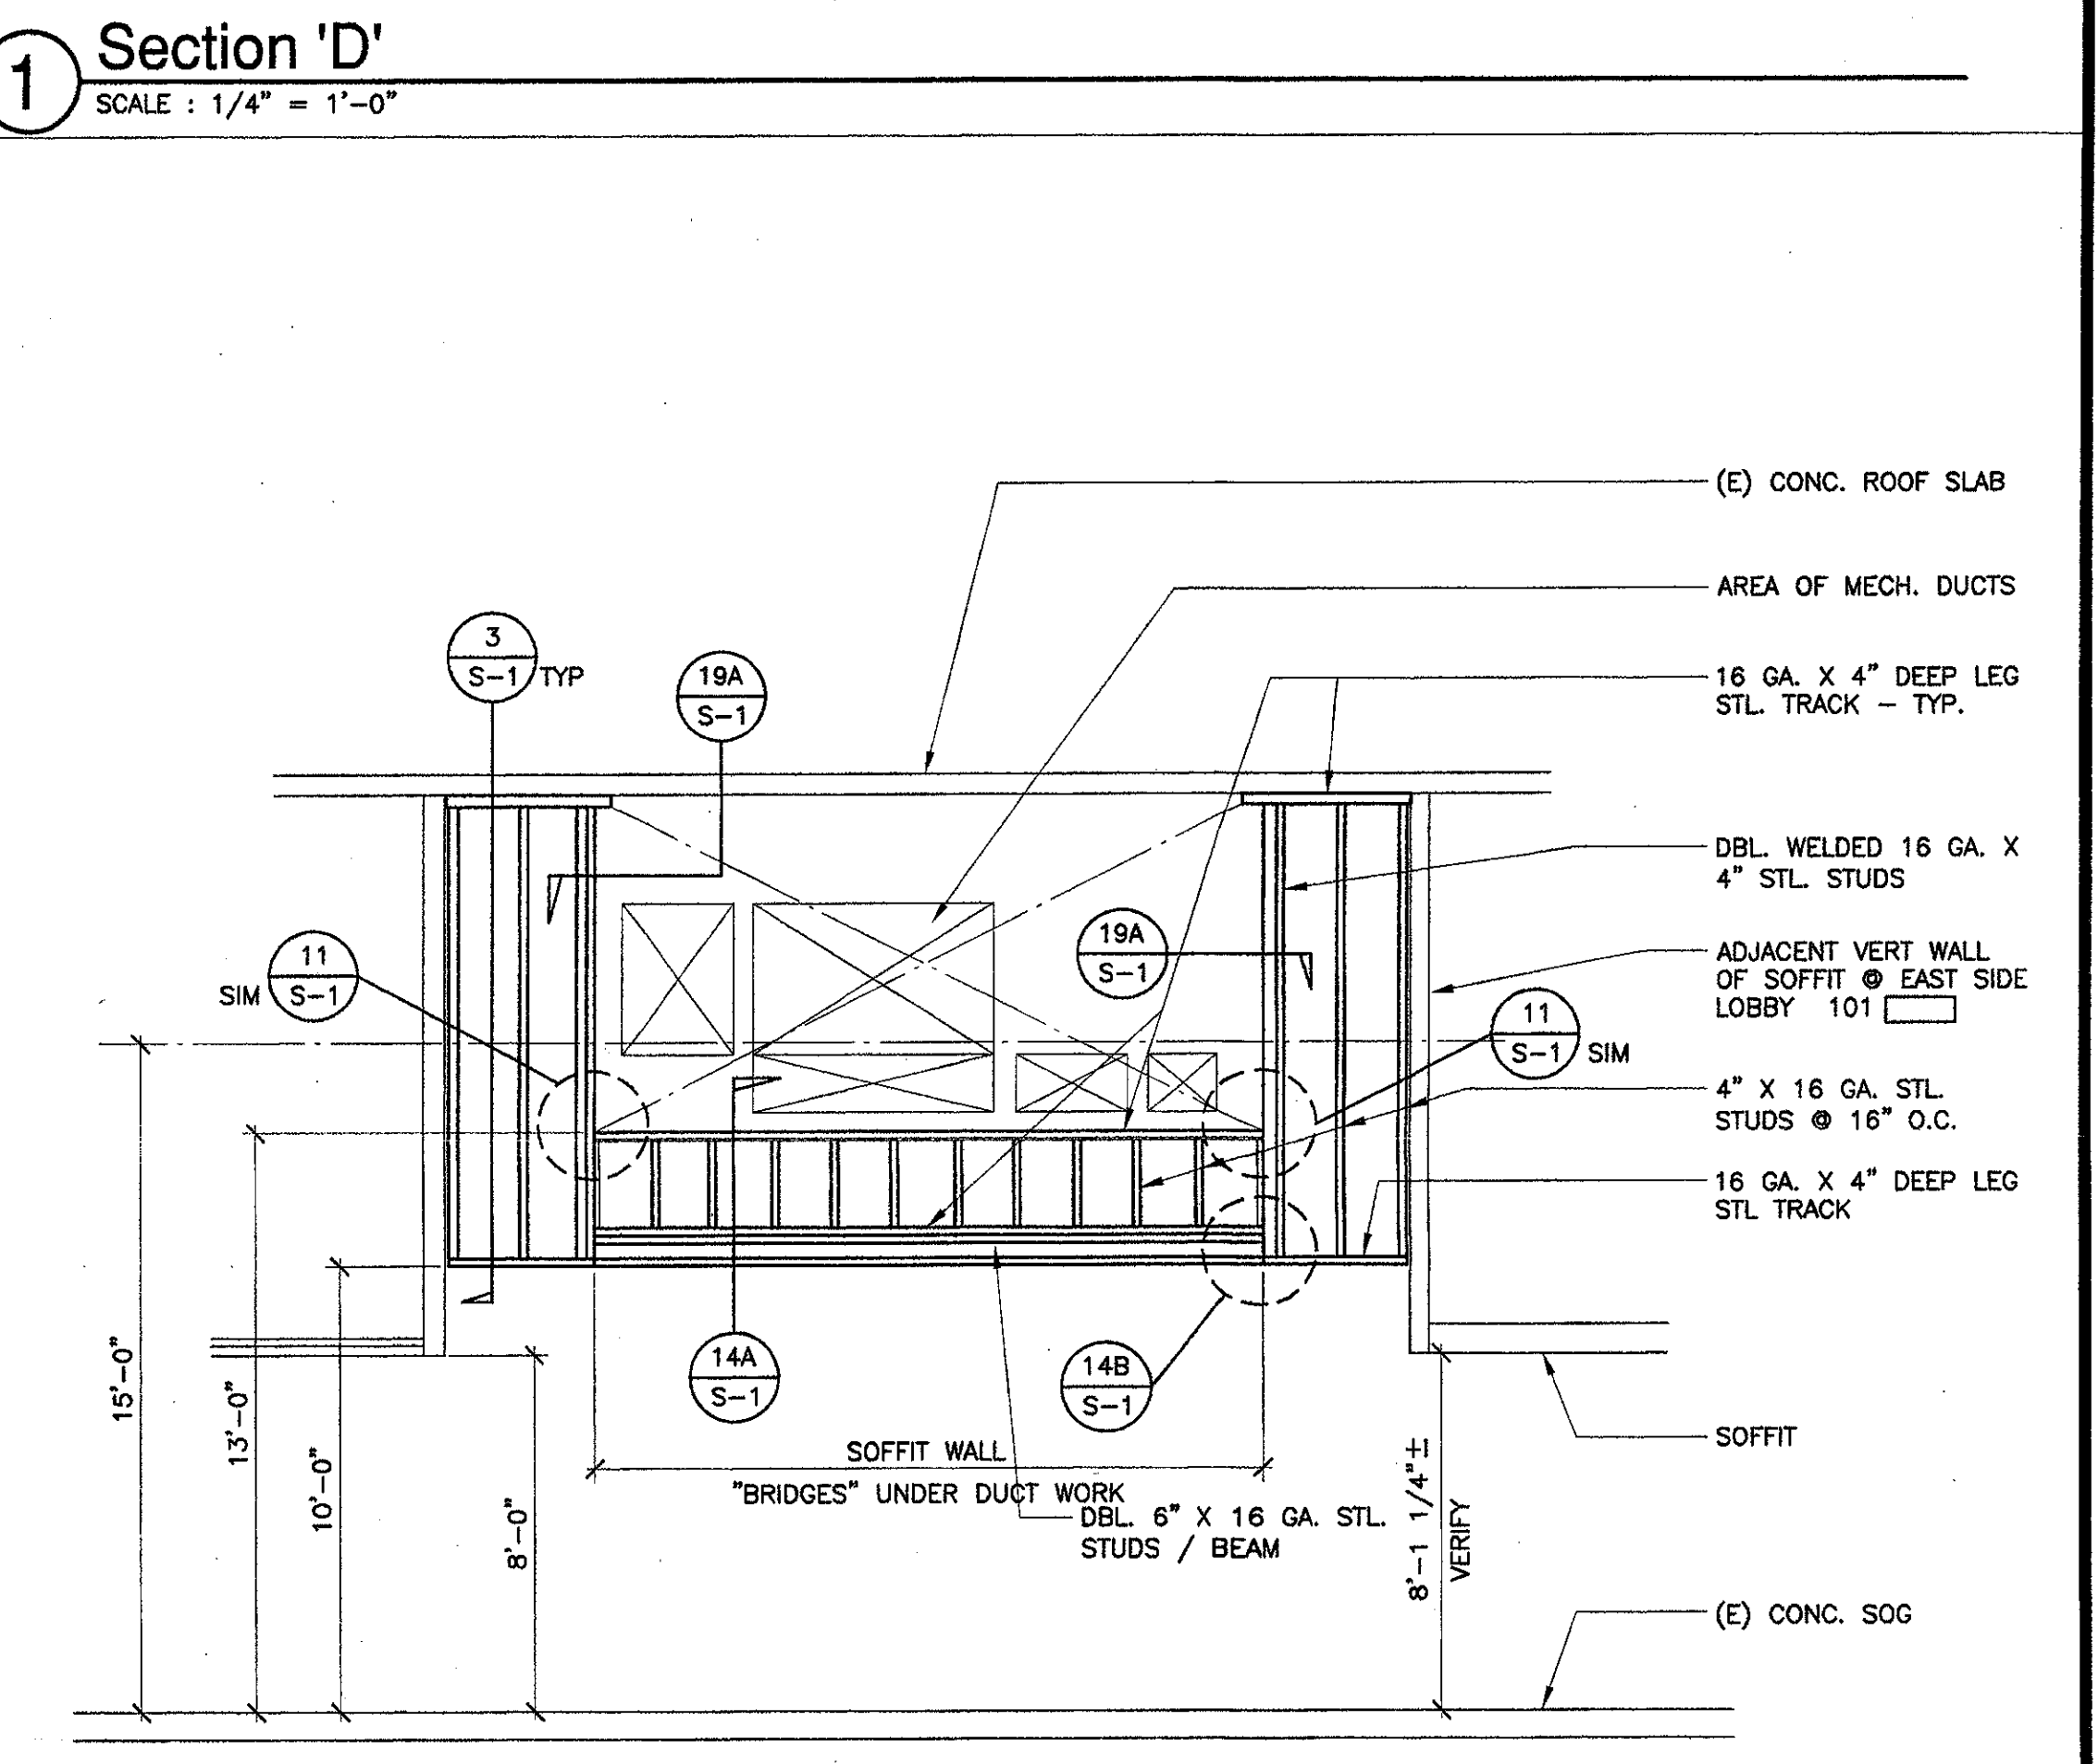 1
Section 'D'
SCALE : 1/4" = 1'-0"
(E) CONC. ROOF SLAB
AREA OF MECH. DUCTS
3
S-1
TYP
19A
S-1
16 GA. X 4" DEEP LEG
STL. TRACK - TYP.
DBL. WELDED 16 GA. X
4" STL. STUDS
11
S-1
SIM
19A
S-1
ADJACENT VERT WALL
OF SOFFIT @ EAST SIDE
LOBBY 101
11
S-1
SIM
4" X 16 GA. STL.
STUDS @ 16" O.C.
16 GA. X 4" DEEP LEG
STL TRACK
15'-0"
13'-0"
10'-0"
8'-0"
14A
S-1
14B
S-1
SOFFIT
SOFFIT WALL
"BRIDGES" UNDER DUCT WORK
DBL. 6" X 16 GA. STL.
STUDS / BEAM
8'-1 1/4"±
VERIFY
(E) CONC. SOG